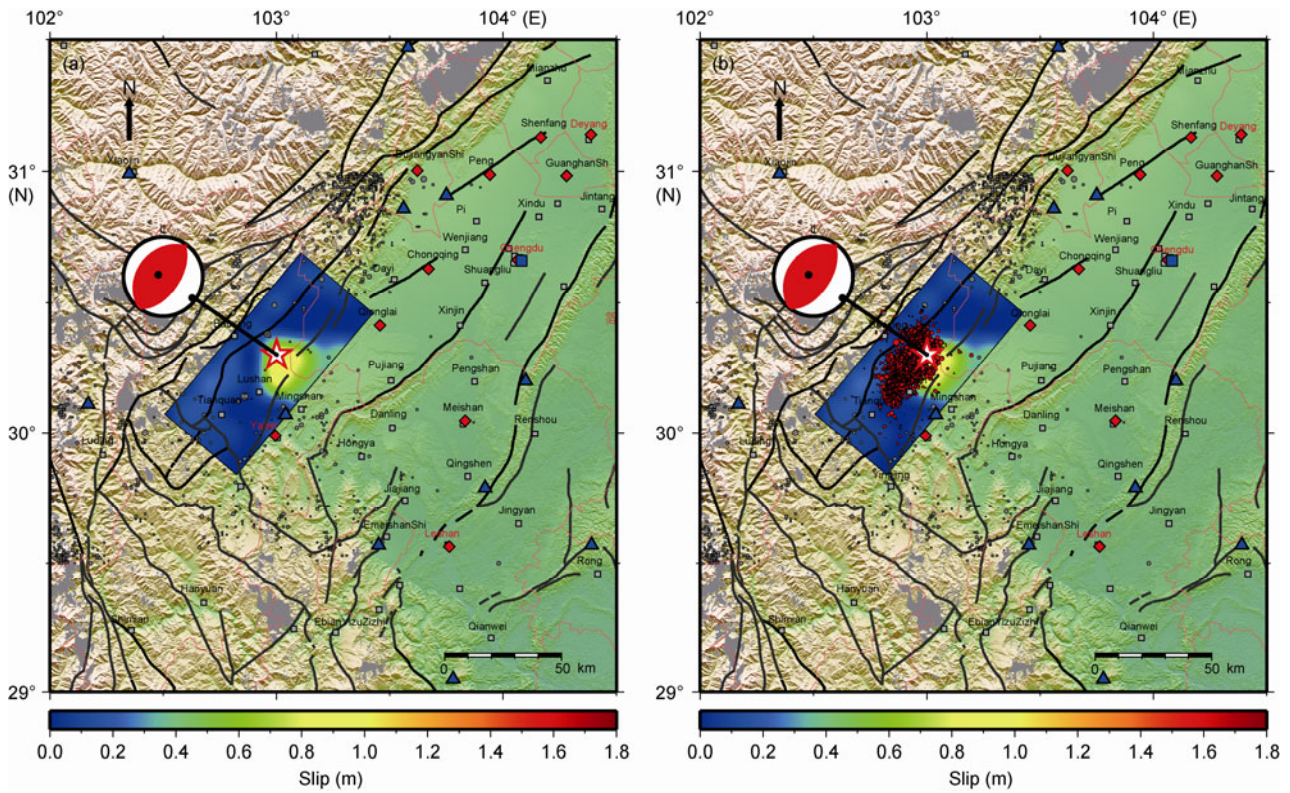 102° 103° 104° (E)
(a)
Mianzhu
N
Shenfang Deyang
Xiaojin
31°
(N)
DujiangyanShi Peng
GuanghanSh
Pi
Xindu Jintang
Wenjiang
Chongqing
Chengdu
Dayi
Shuangliu
Qionglai
Xinjin
Pujiang
Lushan
Pengshan
Tianquan Mingshan
30°
Danling Meishan
Renshou
Luding
Hongya
Qingshen
Jiajiang
Jingyan
EmeishanShi
Leshan
Rong
Hanyuan
Shimian
EbianYizuZizhi
Qianwei
0 50 km
29°
0.0 0.2 0.4 0.6 0.8 1.0 1.2 1.4 1.6 1.8
Slip (m)
102° 103° 104° (E)
(b)
Mianzhu
N
Shenfang Deyang
Xiaojin
31°
(N)
DujiangyanShi Peng
GuanghanSh
Pi
Xindu Jintang
Wenjiang
Chongqing
Chengdu
Dayi
Shuangliu
Qionglai
Xinjin
Pujiang
Pengshan
Mingshan
30°
Danling Meishan
Renshou
Luding
Hongya
Qingshen
Jiajiang
Jingyan
EmeishanShi
Leshan
Rong
Hanyuan
Shimian
EbianYizuZizhi
Qianwei
0 50 km
29°
0.0 0.2 0.4 0.6 0.8 1.0 1.2 1.4 1.6 1.8
Slip (m)